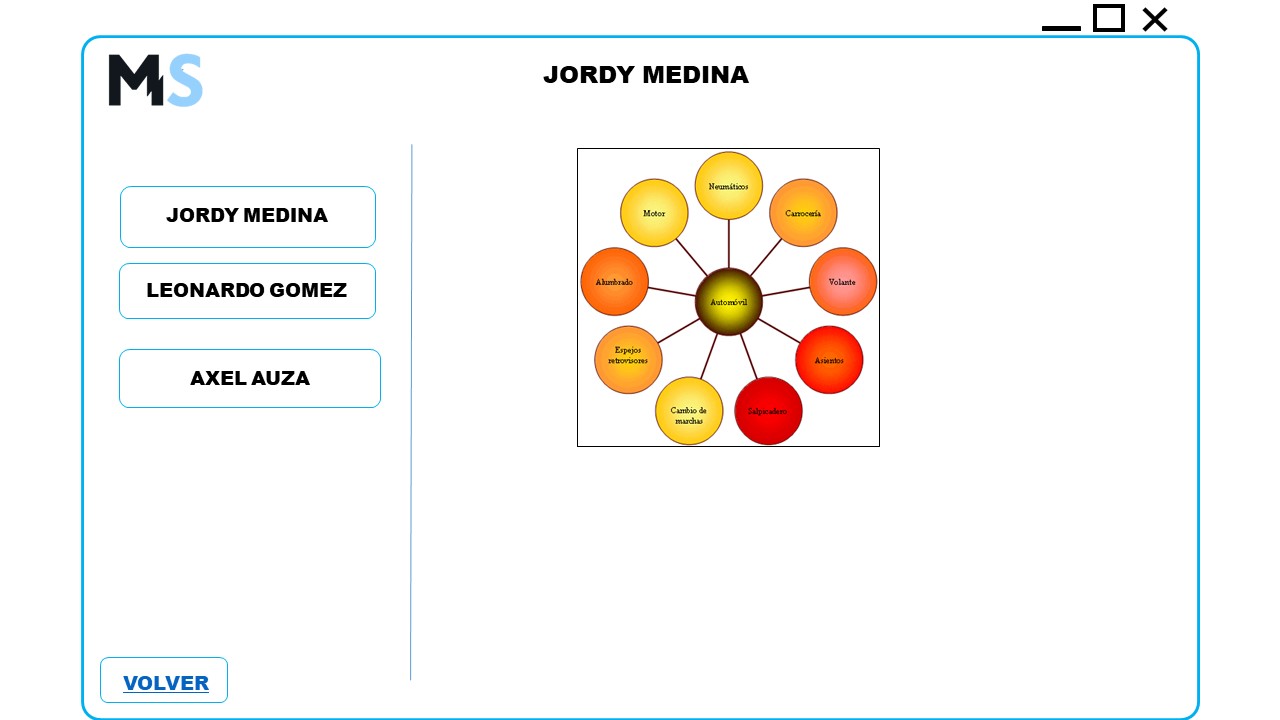 MS
JORDY MEDINA
JORDY MEDINA
LEONARDO GOMEZ
AXEL AUZA
VOLVER
Neumáticos
Motor
Carrocería
Alumbrado
Volante
Automóvil
Espejos
retrovisores
Asientos
Cambio de
marchas
Salpicadero